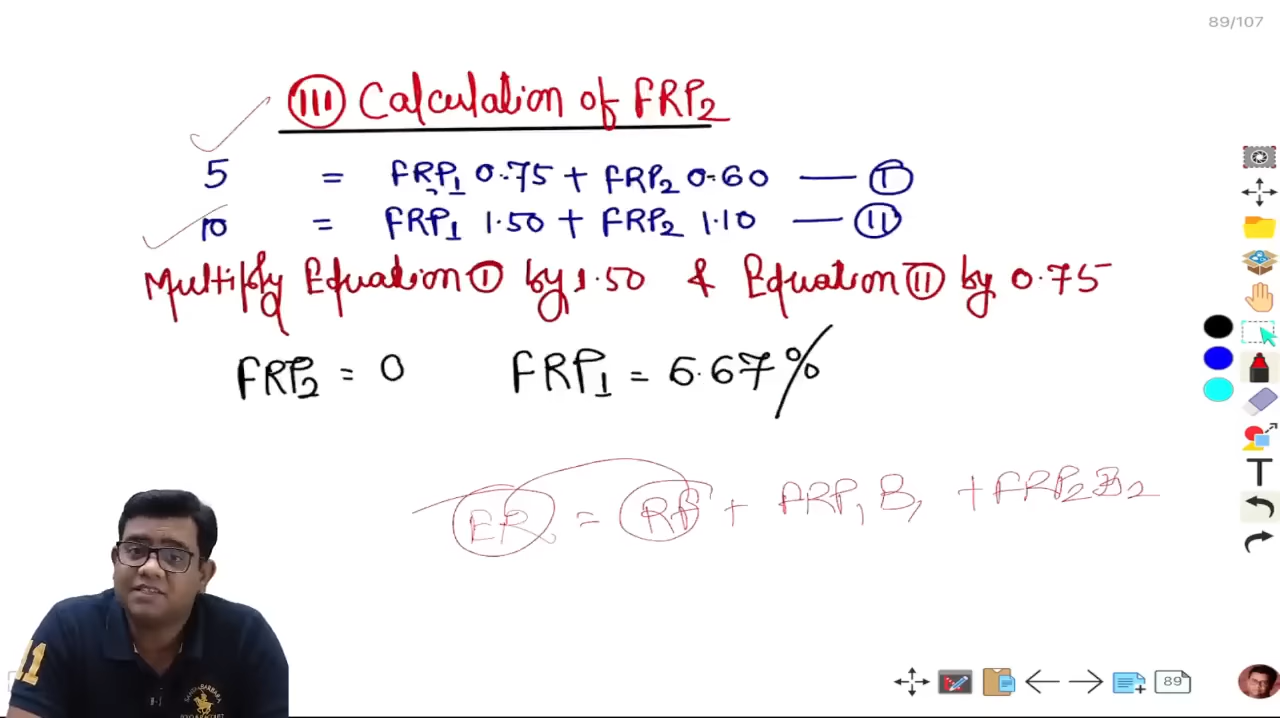 89/107
III Calculation of FRP2
5 = FRP1 0.75 + FRP2 0.60 — I
10 = FRP1 1.50 + FRP2 1.10 — II
Multiply Equation I by 1.50 & Equation II by 0.75
FRP2 = 0 FRP1 = 6.67%
ER = RF + FRP1 B1 + FRP2 B2
11
T
89